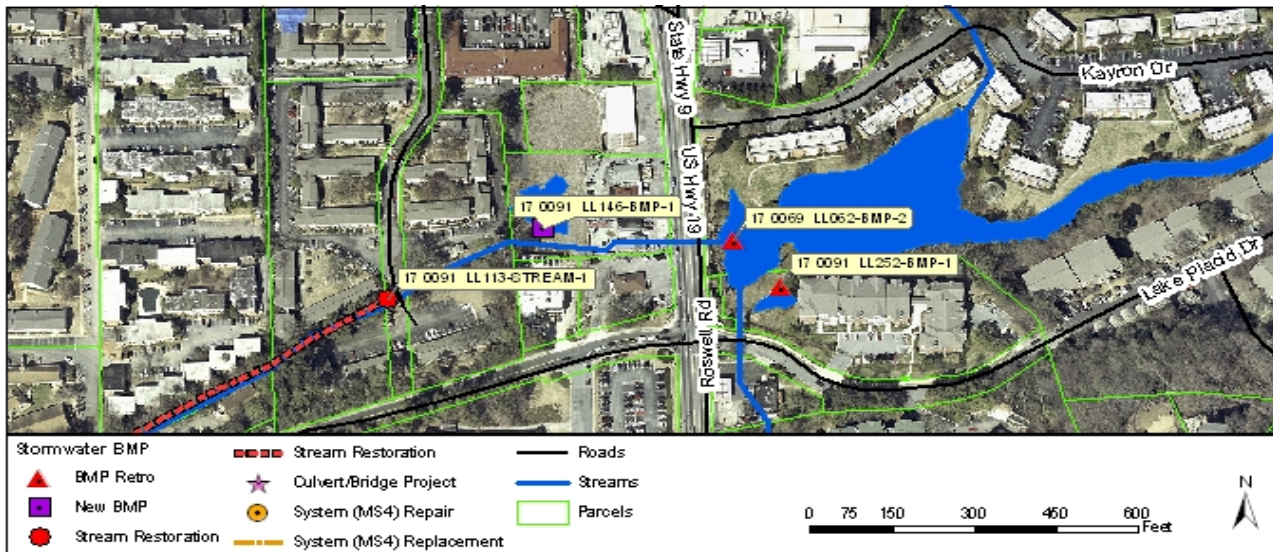 State Hwy 9
US Hwy 19
Roswell Rd
Kayron Dr
Lake Placid Dr
17 0091 LL146-BMP-1
17 0069 LL062-BMP-2
17 0091 LL252-BMP-1
17 0091 LL113-STREAM-1
Stormwater BMP
BMP Retro
New BMP
Stream Restoration
Stream Restoration
Culvert/Bridge Project
System (MS4) Repair
System (MS4) Replacement
Roads
Streams
Parcels
0 75 150 300 450 600
Feet
N